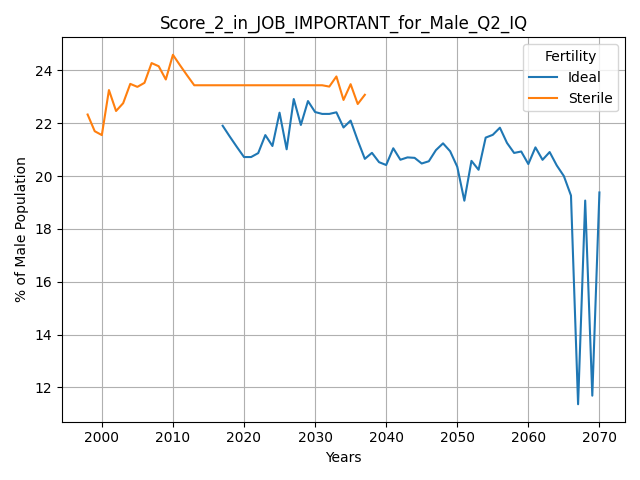 Score_2_in_JOB_IMPORTANT_for_Male_Q2_IQ
Fertility
Ideal
Sterile
% of Male Population
24
22
20
18
16
14
12
2000 2010 2020 2030 2040 2050 2060 2070
Years